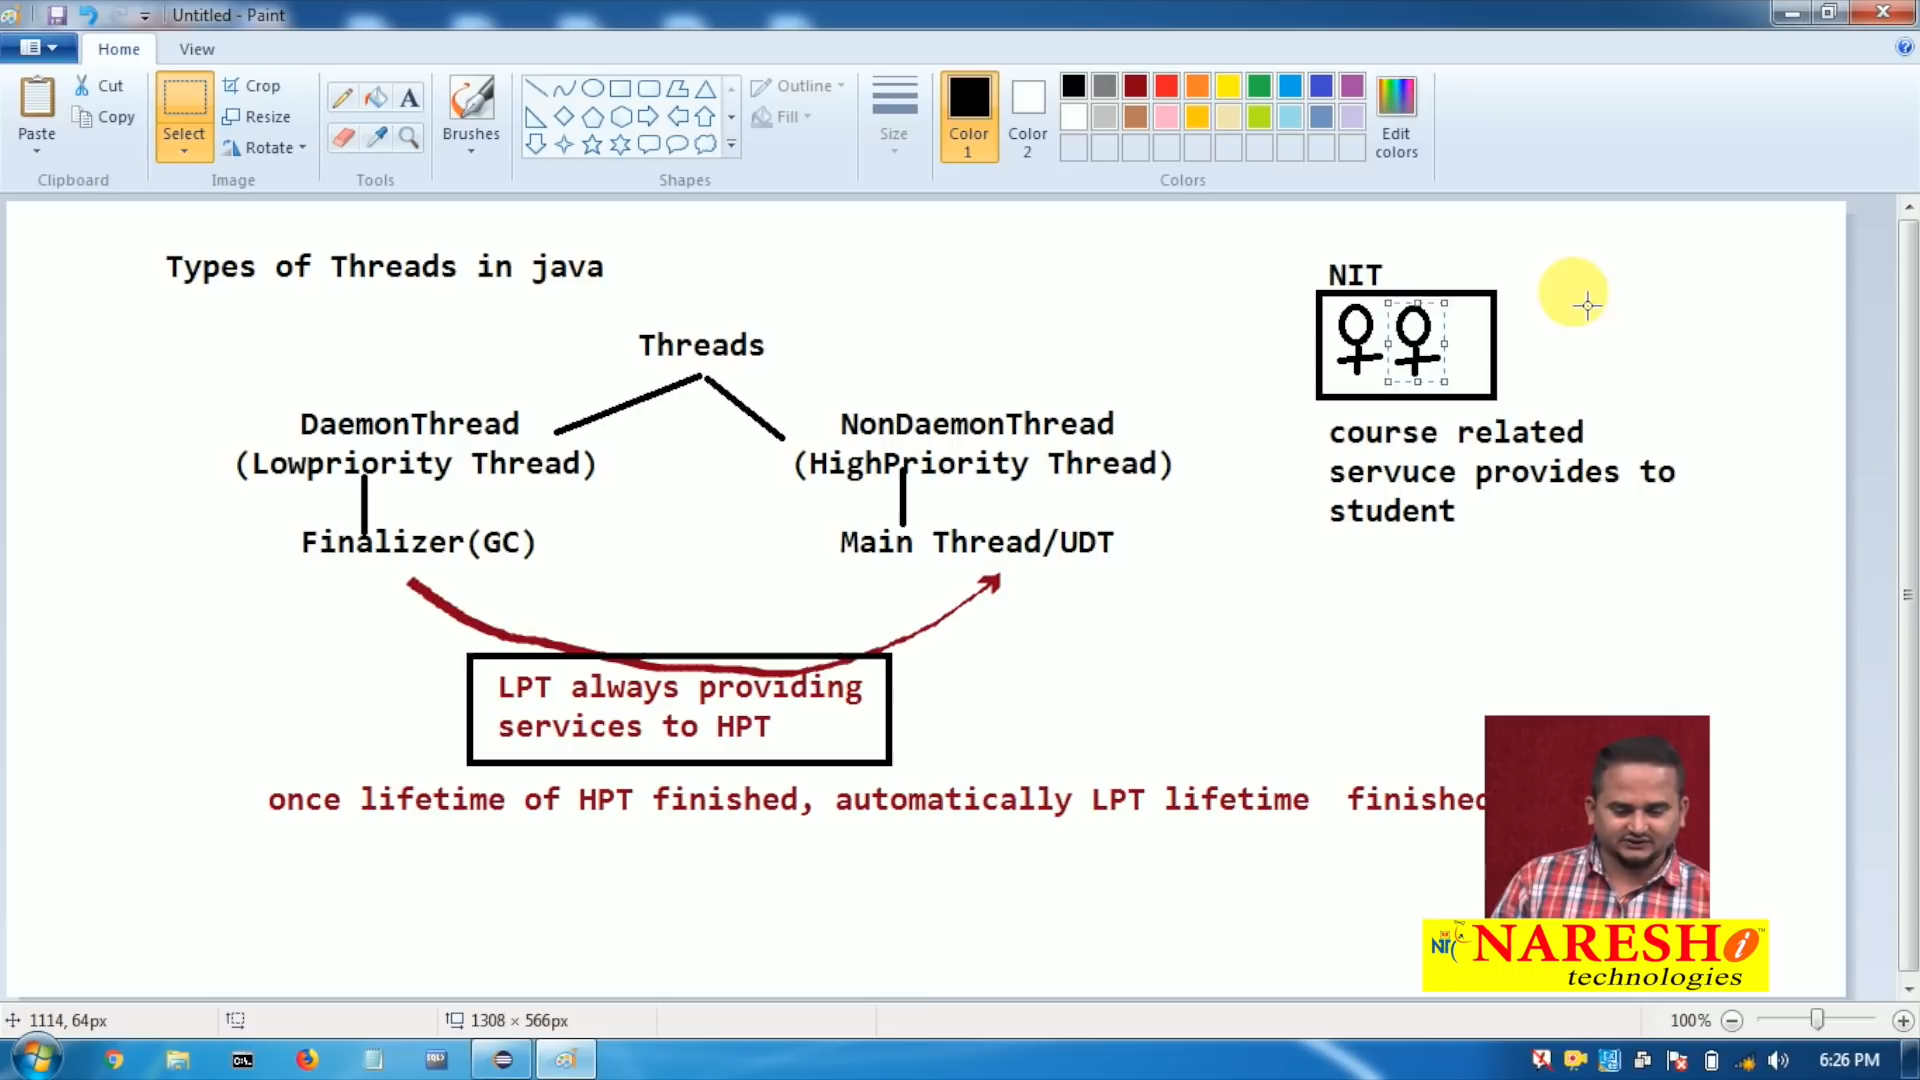 Untitled - Paint
Home
View
Paste
Cut
Copy
Clipboard
Select
Crop
Resize
Rotate
Image
A
Tools
Brushes
Shapes
Outline
Fill
Size
Color 1
Color 2
Edit colors
Colors
Types of Threads in java
Threads
DaemonThread
(Lowpriority Thread)
NonDaemonThread
(HighPriority Thread)
Finalizer(GC)
Main Thread/UDT
LPT always providing
services to HPT
once lifetime of HPT finished, automatically LPT lifetime finished
NIT
course related
servuce provides to
student
NARESH i
technologies
1114, 64px
1308 × 566px
100%
6:26 PM